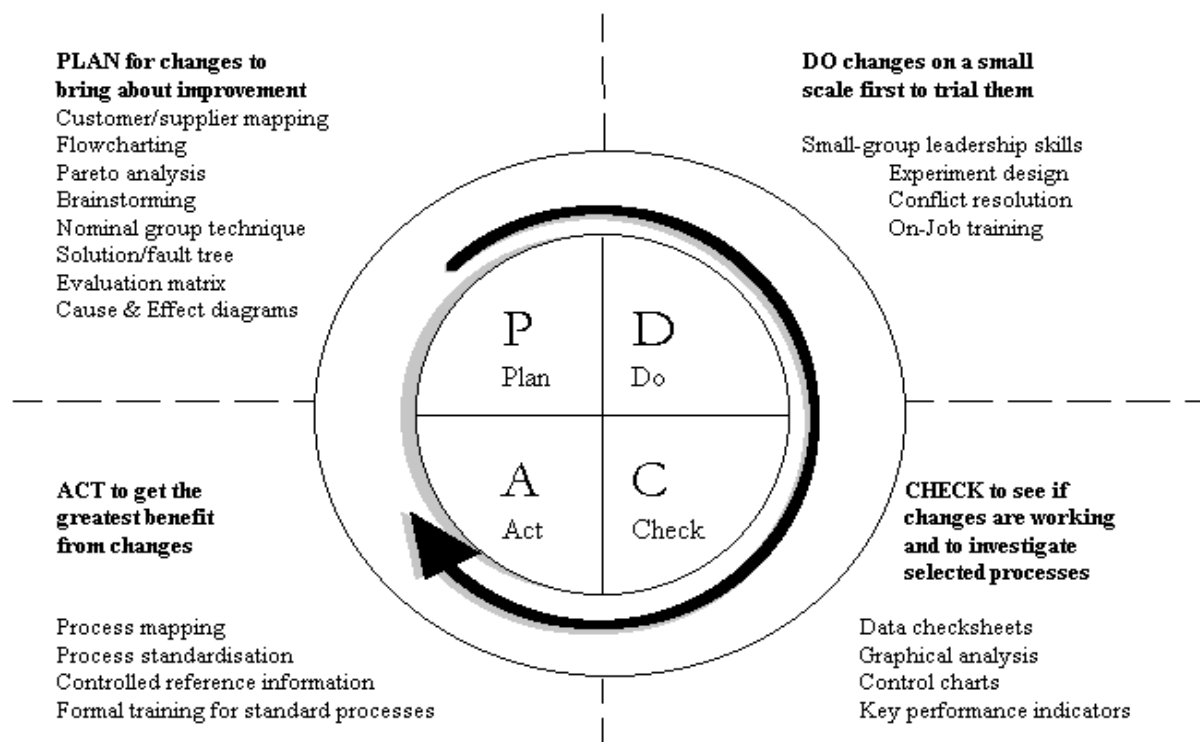 PLAN for changes to
bring about improvement
Customer/supplier mapping
Flowcharting
Pareto analysis
Brainstorming
Nominal group technique
Solution/fault tree
Evaluation matrix
Cause & Effect diagrams
DO changes on a small
scale first to trial them
Small-group leadership skills
Experiment design
Conflict resolution
On-Job training
P
Plan
D
Do
A
Act
C
Check
ACT to get the
greatest benefit
from changes
Process mapping
Process standardisation
Controlled reference information
Formal training for standard processes
CHECK to see if
changes are working
and to investigate
selected processes
Data checksheets
Graphical analysis
Control charts
Key performance indicators